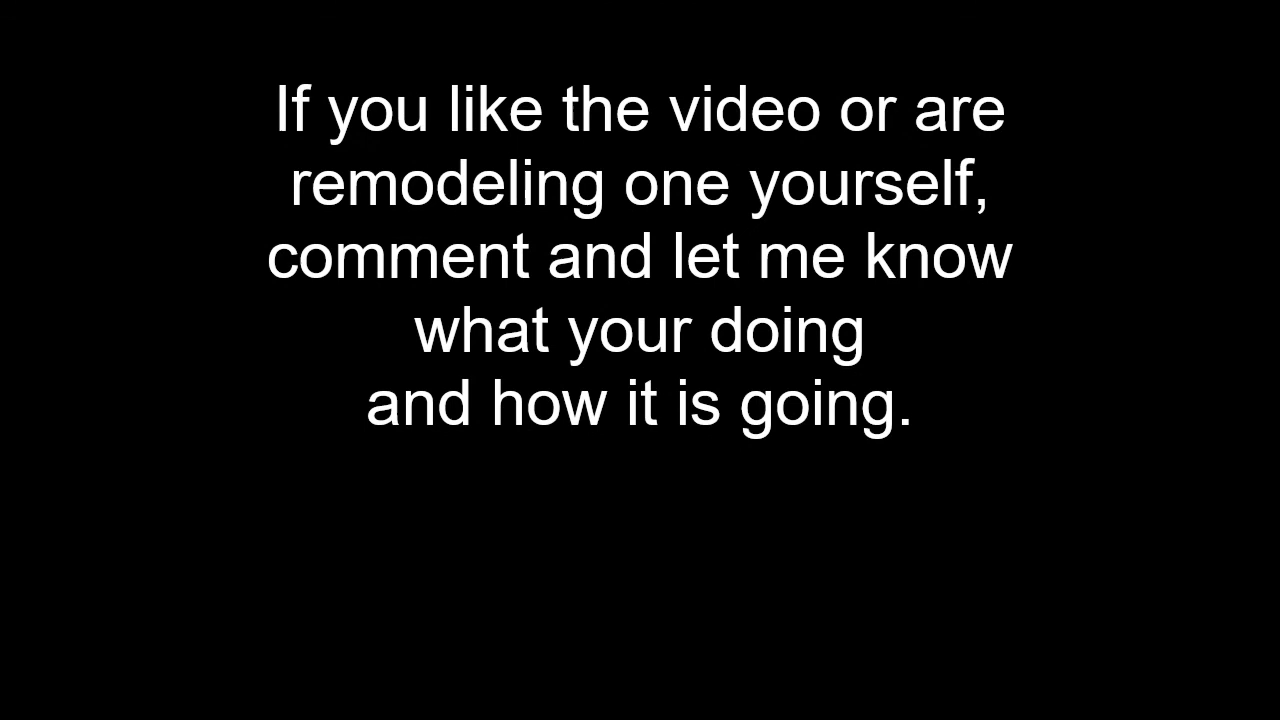 If you like the video or are
remodeling one yourself,
comment and let me know
what your doing
and how it is going.